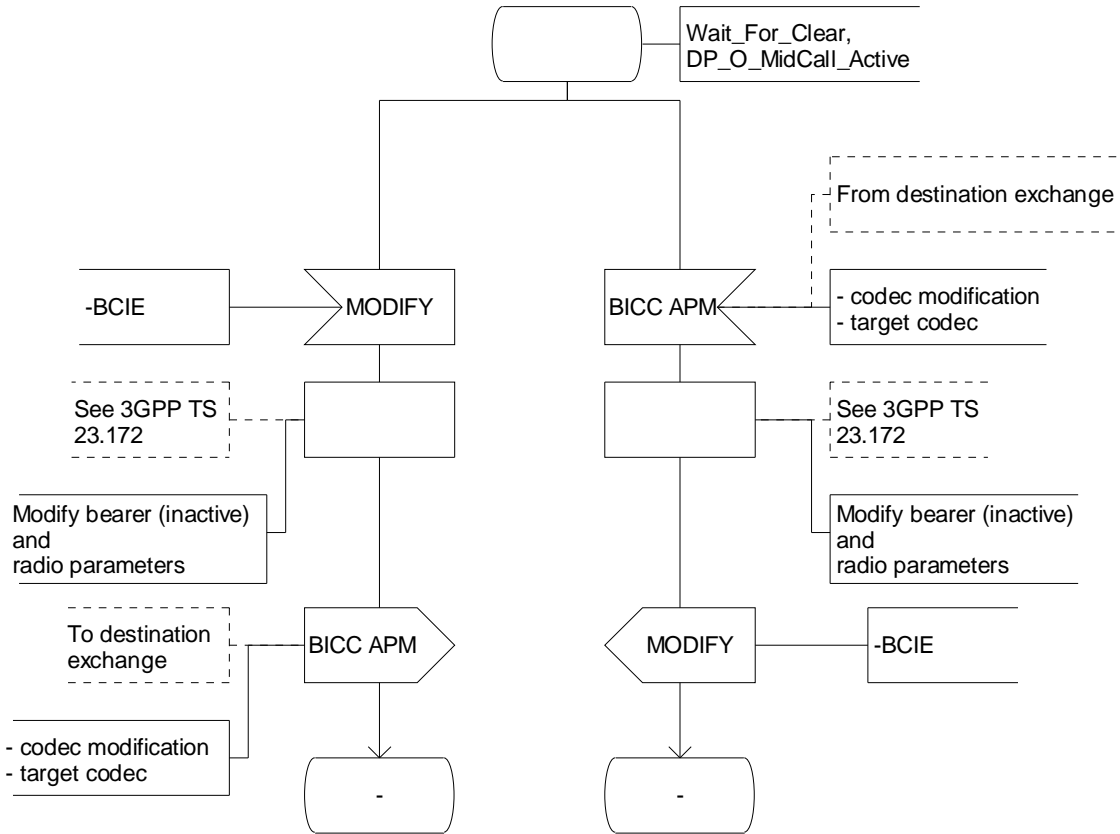 Wait_For_Clear,
DP_O_MidCall_Active
From destination exchange
-BCIE
MODIFY
BICC APM
- codec modification
- target codec
See 3GPP TS
23.172
See 3GPP TS
23.172
Modify bearer (inactive)
and
radio parameters
Modify bearer (inactive)
and
radio parameters
To destination
exchange
BICC APM
MODIFY
-BCIE
- codec modification
- target codec
-
-